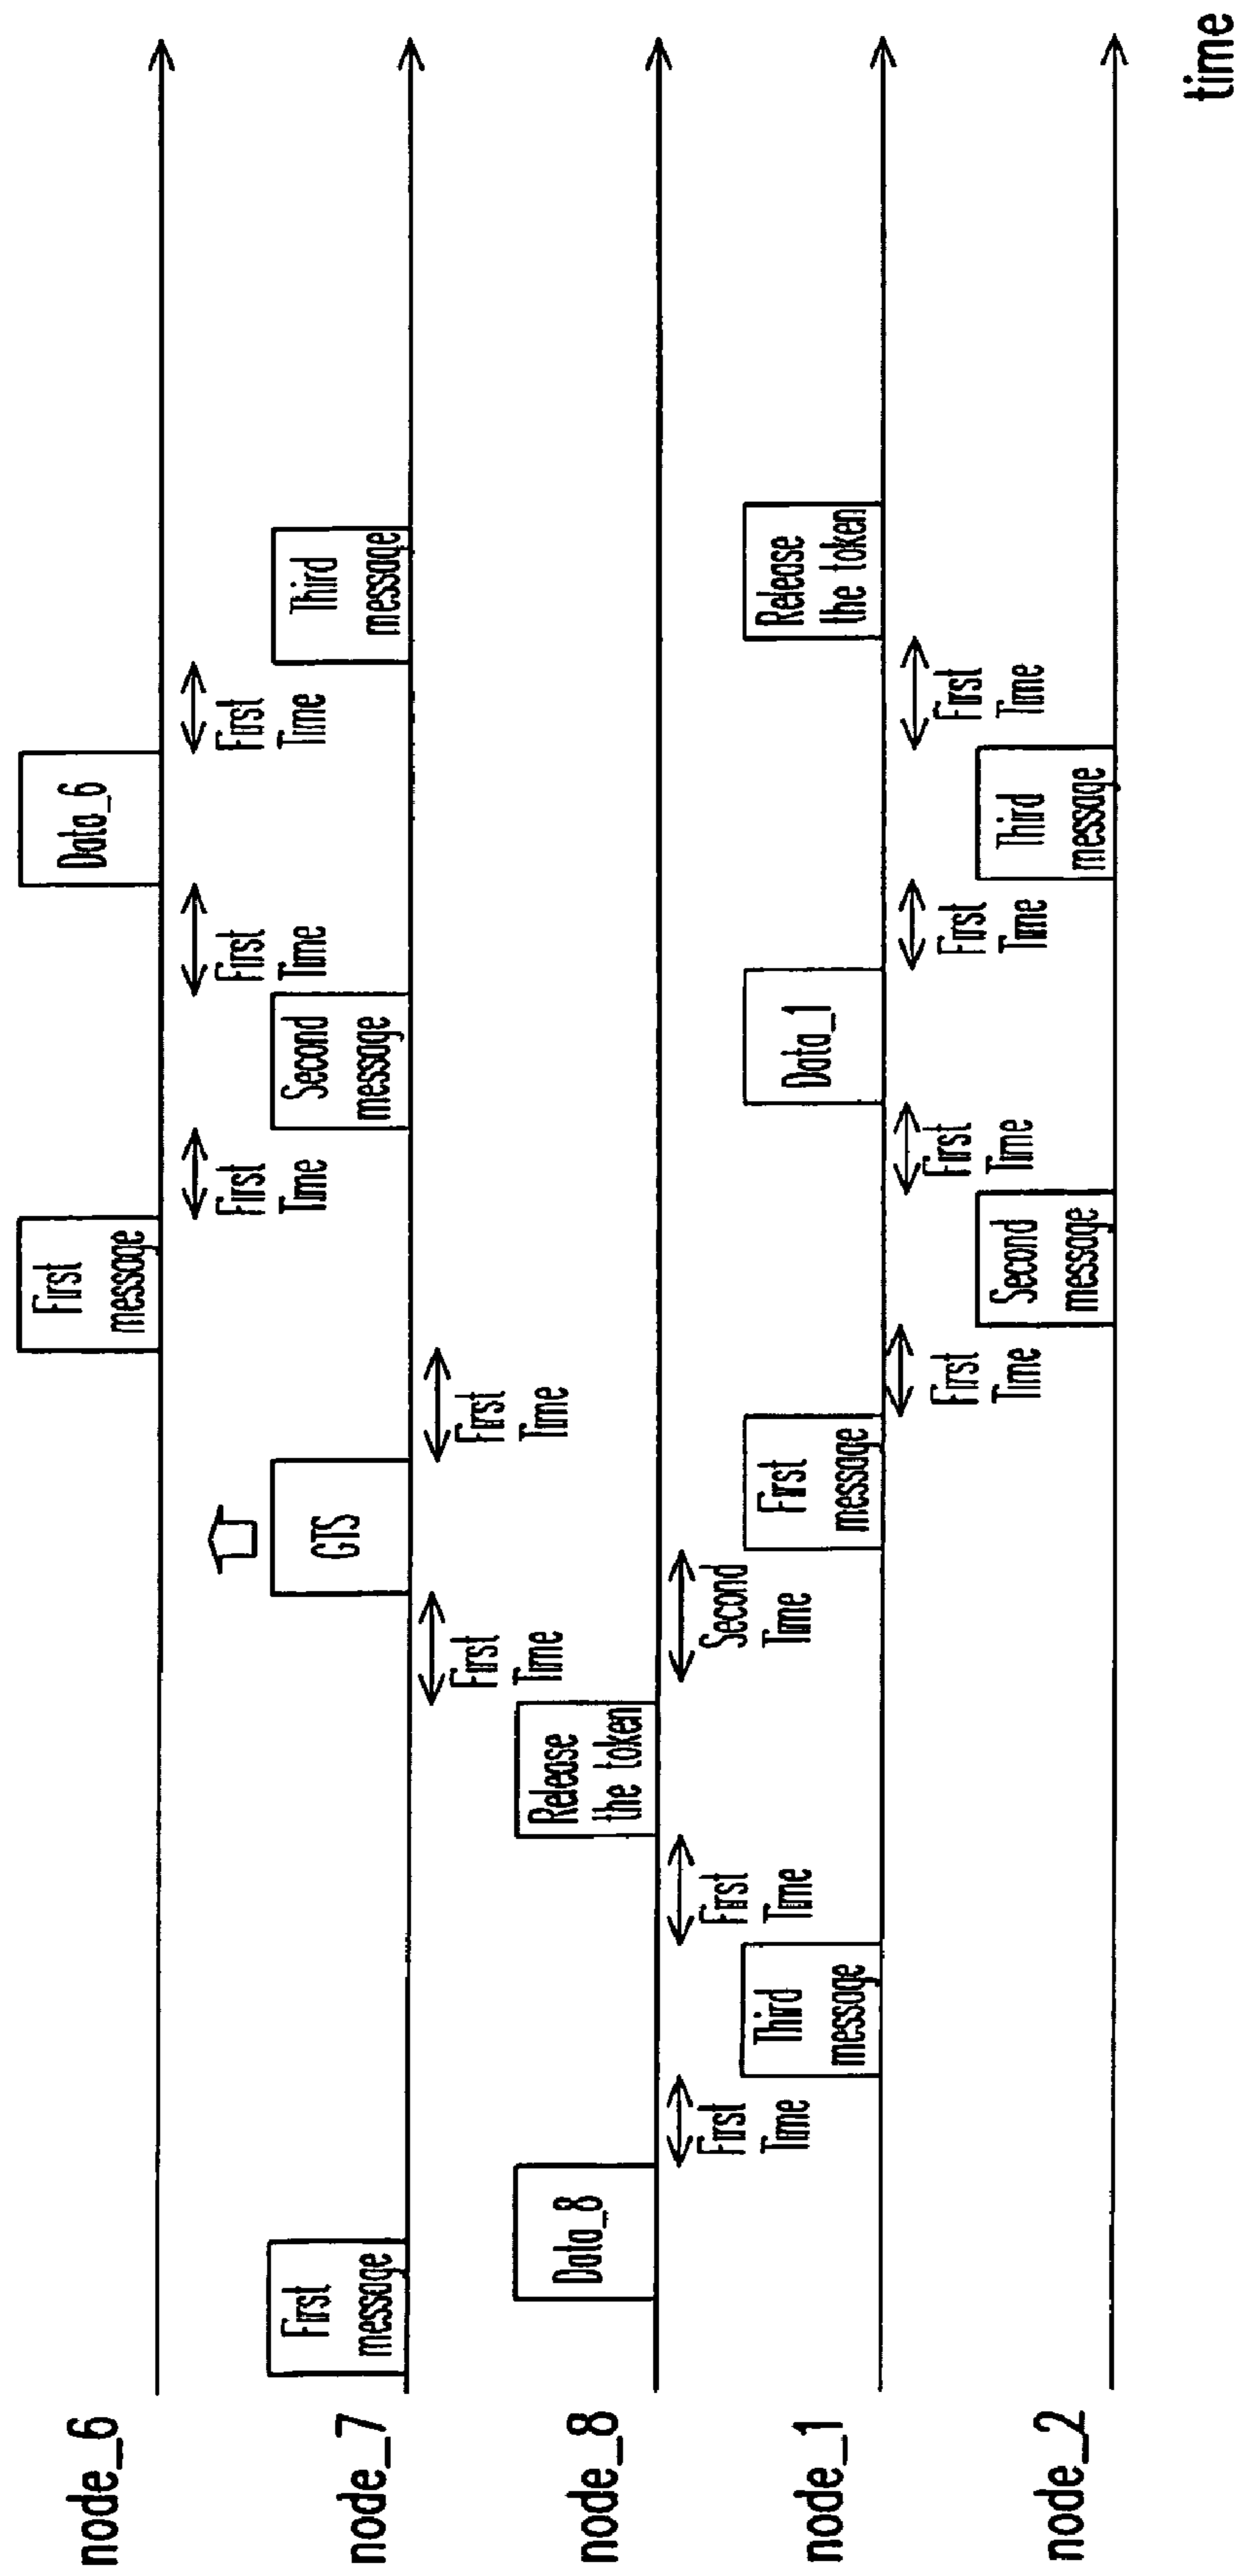 node_6
First
message
Data_6
First
Time
First
Time
First
Time
node_7
First
message
CTS
Second
message
Third
message
First
Time
First
Time
node_8
Data_8
Release
the token
First
Time
First
Time
Second
Time
node_1
Third
message
First
message
Data_1
Release
the token
First
Time
First
Time
First
Time
First
Time
node_2
Second
message
Third
message
time